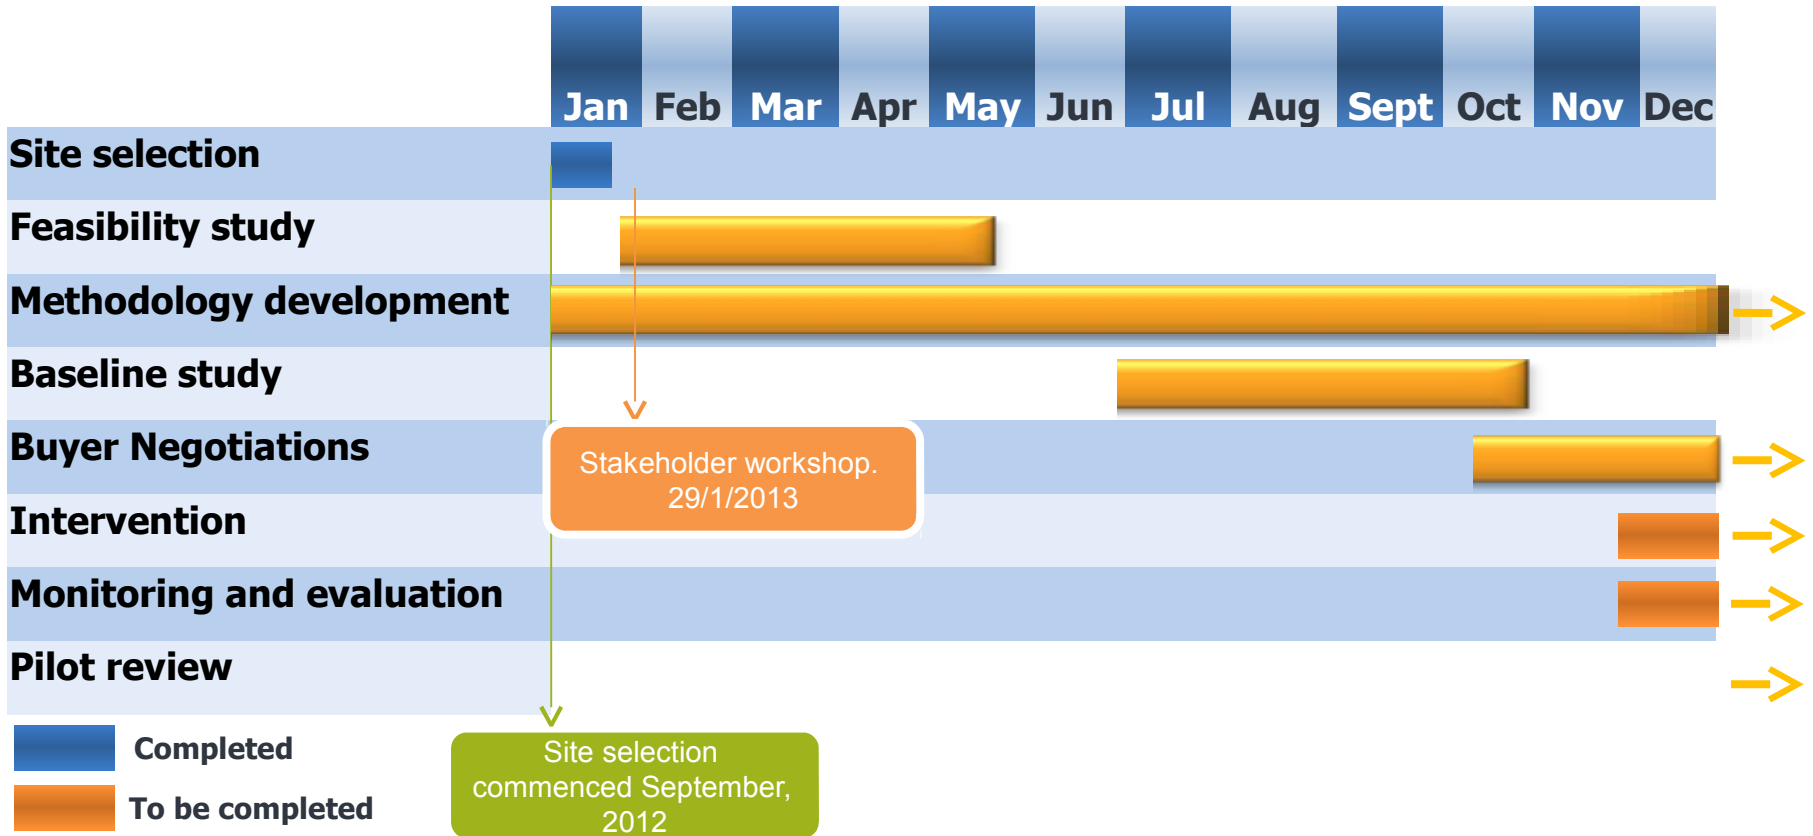 Jan Feb Mar Apr May Jun Jul Aug Sept Oct Nov Dec
Site selection
Feasibility study
Methodology development
Baseline study
Buyer Negotiations
Stakeholder workshop.
29/1/2013
Intervention
Monitoring and evaluation
Pilot review
Completed
To be completed
Site selection
commenced September,
2012